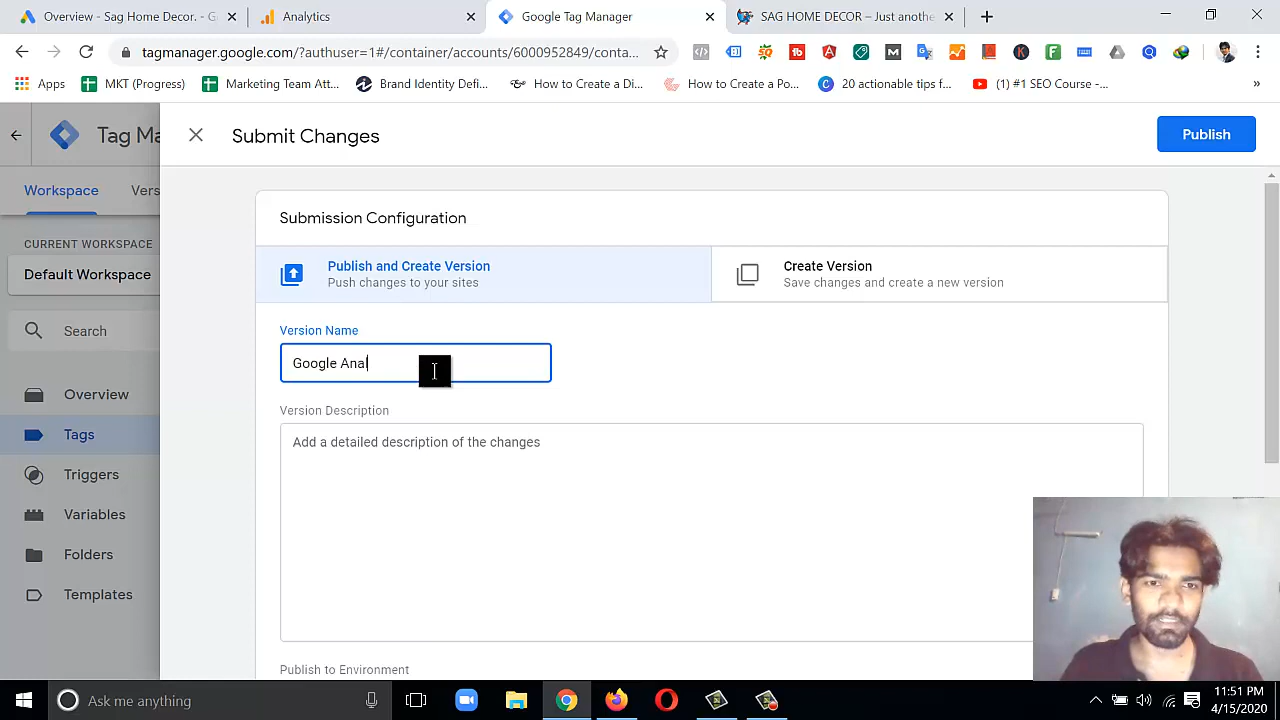 Overview - Sag Home Decor. - G
Analytics
Google Tag Manager
SAG HOME DECOR – Just anothe
tagmanager.google.com/?authuser=1#/container/accounts/6000952849/conta...
Apps
MKT (Progress)
Marketing Team Att...
Brand Identity Defi...
How to Create a Di...
How to Create a Po...
20 actionable tips f...
(1) #1 SEO Course -...
Tag Ma
Submit Changes
Publish
Workspace
Vers
Submission Configuration
CURRENT WORKSPACE
Default Workspace
Publish and Create Version
Push changes to your sites
Create Version
Save changes and create a new version
Search
Version Name
Google Anal
Overview
Tags
Triggers
Variables
Folders
Templates
Version Description
Add a detailed description of the changes
Publish to Environment
Ask me anything
11:51 PM
4/15/2020